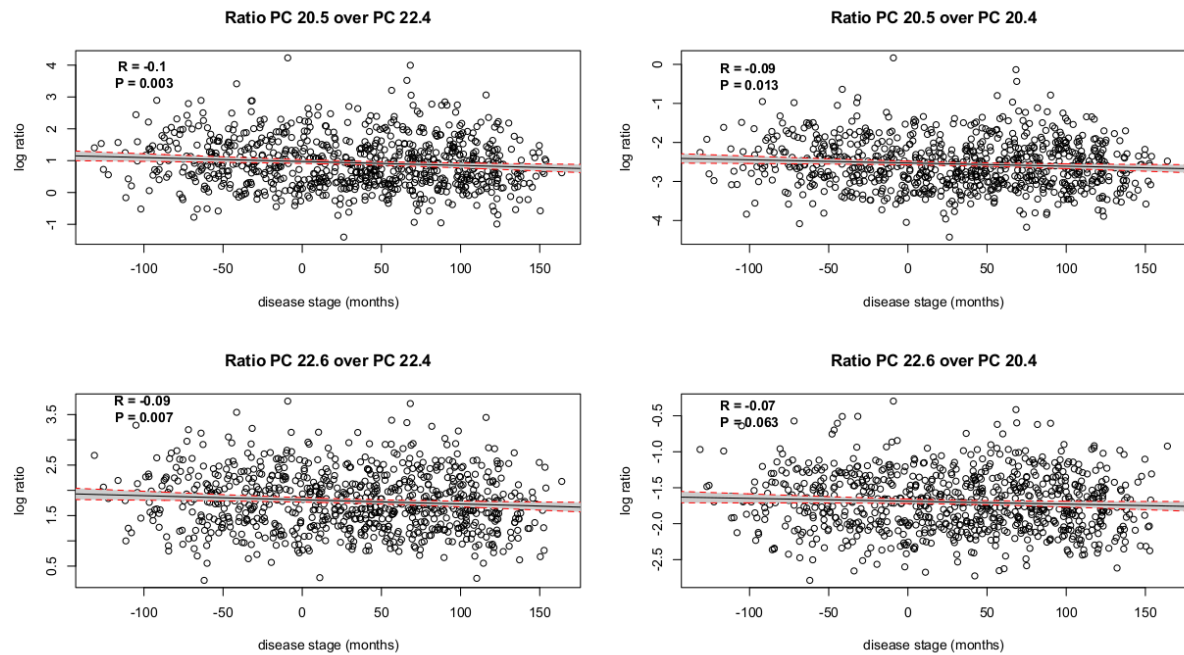 Ratio PC 20.5 over PC 22.4
R = -0.1
P = 0.003
log ratio
4
3
2
1
0
-1
-100 -50 0 50 100 150
disease stage (months)
Ratio PC 20.5 over PC 20.4
R = -0.09
P = 0.013
log ratio
0
-1
-2
-3
-4
-100 -50 0 50 100 150
disease stage (months)
Ratio PC 22.6 over PC 22.4
R = -0.09
P = 0.007
log ratio
3.5
2.5
1.5
0.5
-100 -50 0 50 100 150
disease stage (months)
Ratio PC 22.6 over PC 20.4
R = -0.07
P = 0.063
log ratio
-0.5
-1.0
-1.5
-2.0
-2.5
-100 -50 0 50 100 150
disease stage (months)